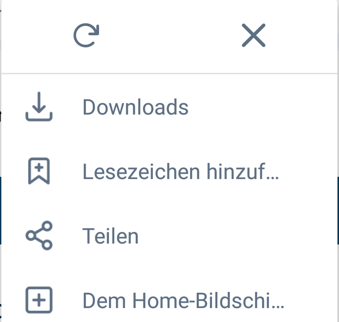 Downloads
Lesezeichen hinzuf...
Teilen
Dem Home-Bildschi...